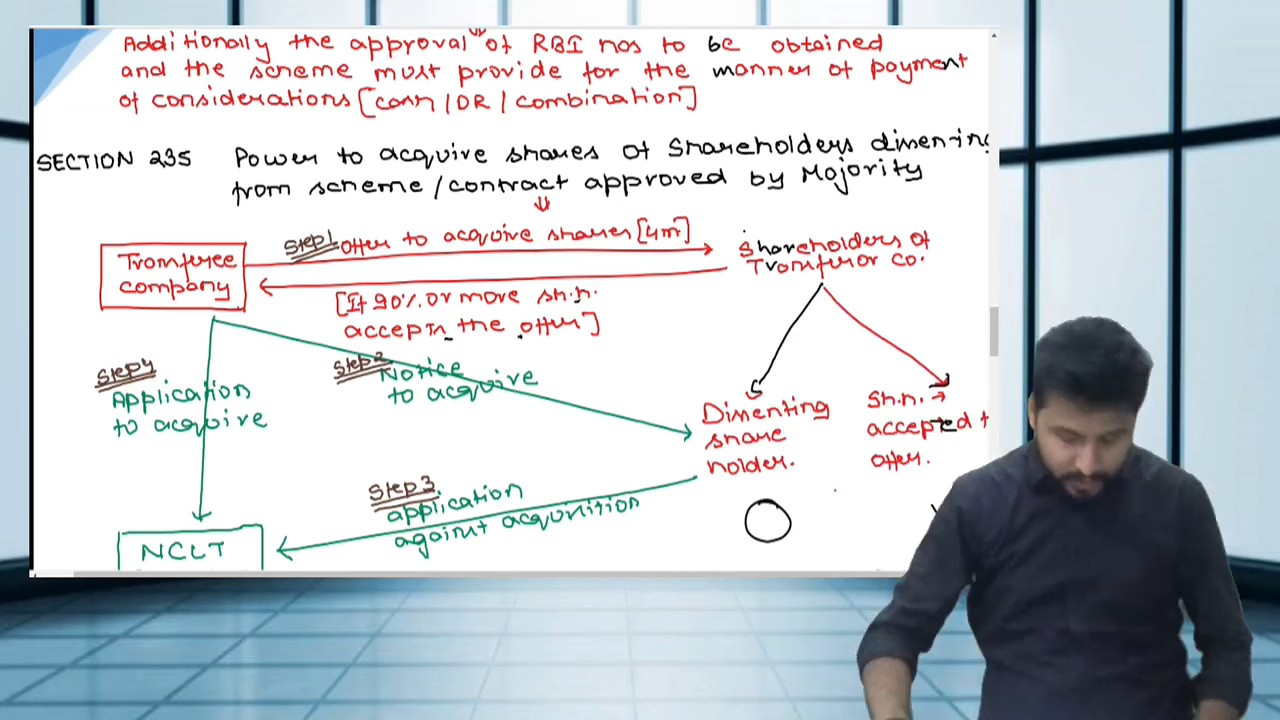 Additionally the approval of RBI has to be obtained
and the scheme must provide for the manner of payment
of considerations [cash/DR/combination]
SECTION 235 Power to acquire shares of shareholders dissenting
from scheme/contract approved by Majority
Step1 offer to acquire shares [4m]
Transferee
company
Shareholders of
Transferor co.
[If 90% or more sh.h.
accepts the offer]
Step4
Application
to acquire
Step2 Notice
to acquire
Dissenting
share
holder.
sh.h. →
accepted t
offer.
Step3
application
against acquisition
NCLT